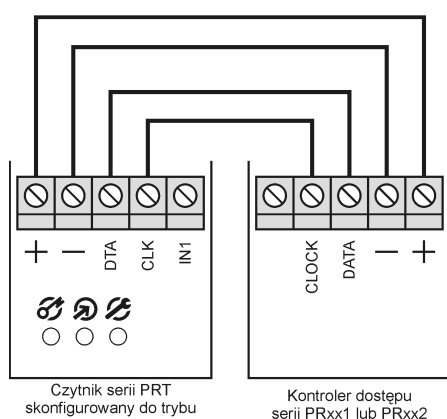 + — DTA CLK IN1
CLOCK DATA — +
Czytnik serii PRT
skonfigurowany do trybu
Kontroler dostępu
serii PRxx1 lub PRxx2